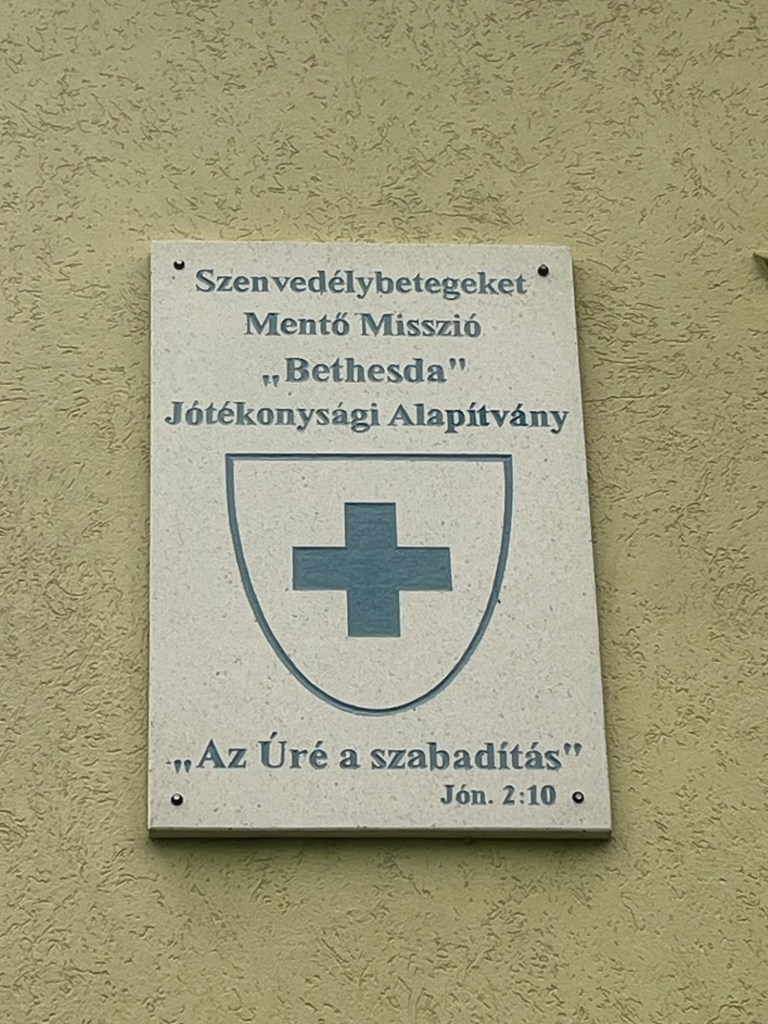 Szenvedélybetegeket
Mentő Misszió
„Bethesda"
Jótékonysági Alapítvány
„Az Úré a szabadítás"
Jón. 2:10